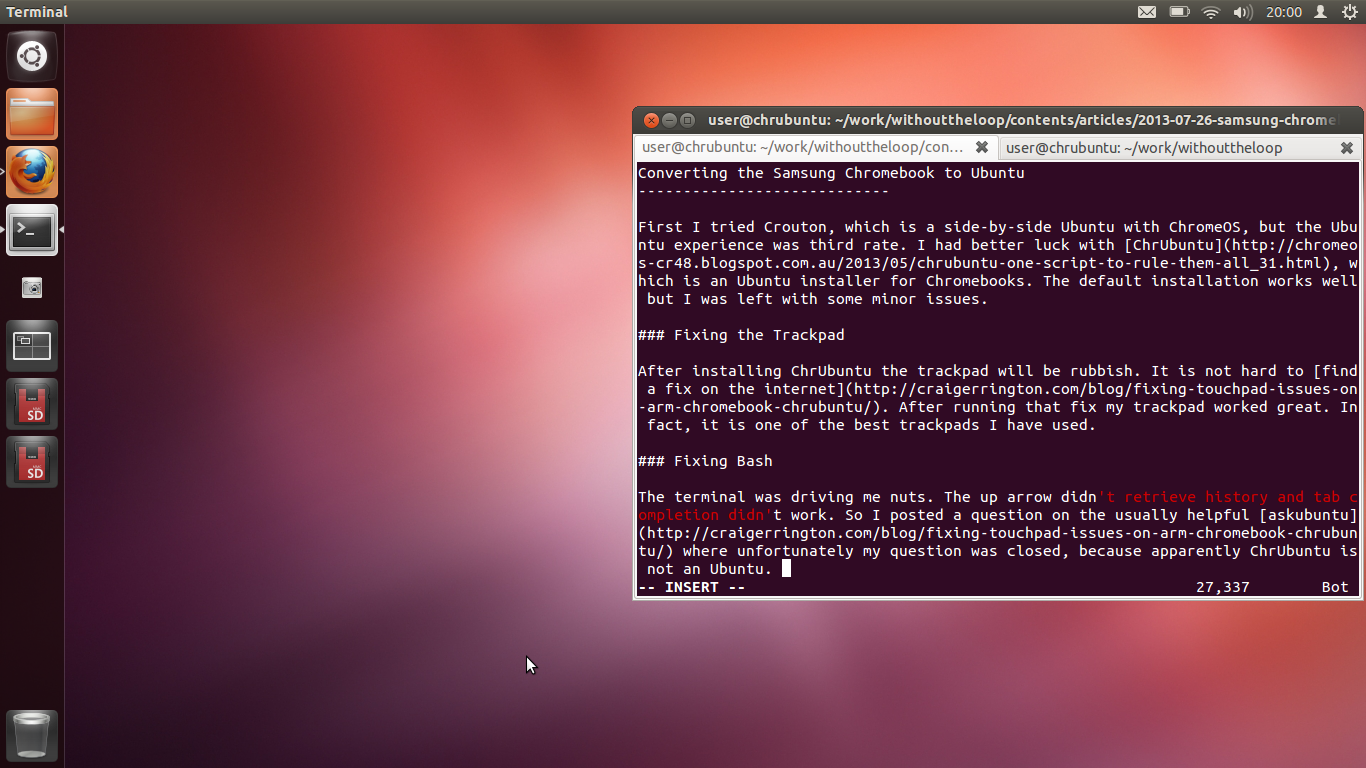 Terminal
20:00
user@chrubuntu: ~/work/withouttheloop/contents/articles/2013-07-26-samsung-chrome
user@chrubuntu: ~/work/withouttheloop/con...
user@chrubuntu: ~/work/withouttheloop
Converting the Samsung Chromebook to Ubuntu
----------------------------
First I tried Crouton, which is a side-by-side Ubuntu with ChromeOS, but the Ubu
ntu experience was third rate. I had better luck with [ChrUbuntu](http://chromeo
s-cr48.blogspot.com.au/2013/05/chrubuntu-one-script-to-rule-them-all_31.html), w
hich is an Ubuntu installer for Chromebooks. The default installation works well
but I was left with some minor issues.
### Fixing the Trackpad
After installing ChrUbuntu the trackpad will be rubbish. It is not hard to [find
a fix on the internet](http://craigerrington.com/blog/fixing-touchpad-issues-on
-arm-chromebook-chrubuntu/). After running that fix my trackpad worked great. In
fact, it is one of the best trackpads I have used.
### Fixing Bash
The terminal was driving me nuts. The up arrow didn't retrieve history and tab c
ompletion didn't work. So I posted a question on the usually helpful [askubuntu]
(http://craigerrington.com/blog/fixing-touchpad-issues-on-arm-chromebook-chrubun
tu/) where unfortunately my question was closed, because apparently ChrUbuntu is
not an Ubuntu.
-- INSERT -- 27,337 Bot
SD
SD